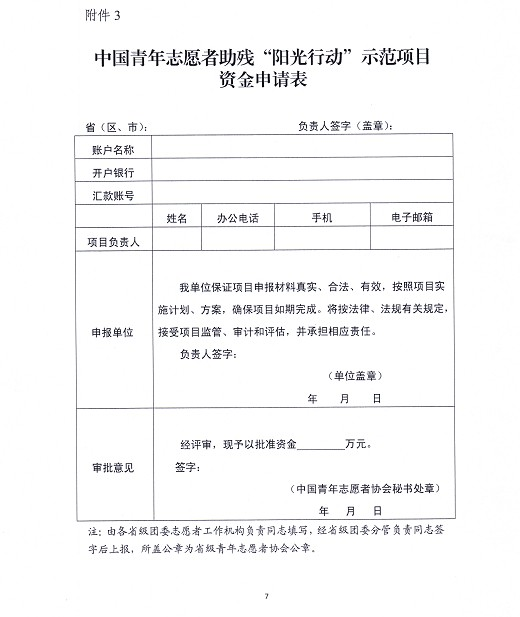 附件 3
中国青年志愿者助残“阳光行动”示范项目
资金申请表
省（区、市）： 负责人签字（盖章）：
账户名称
开户银行
汇款账号
姓名 办公电话 手机 电子邮箱
项目负责人
申报单位
我单位保证项目申报材料真实、合法、有效，按照项目实
施计划、方案，确保项目如期完成。将按法律、法规有关规定，
接受项目监管、审计和评估，并承担相应责任。
负责人签字：
（单位盖章）
年 月 日
审批意见
经评审，现予以批准资金________万元。
签字：
（中国青年志愿者协会秘书处章）
年 月 日
注：由各省级团委志愿者工作机构负责同志填写，经省级团委分管负责同志签
字后上报，所盖公章为省级青年志愿者协会公章。
7